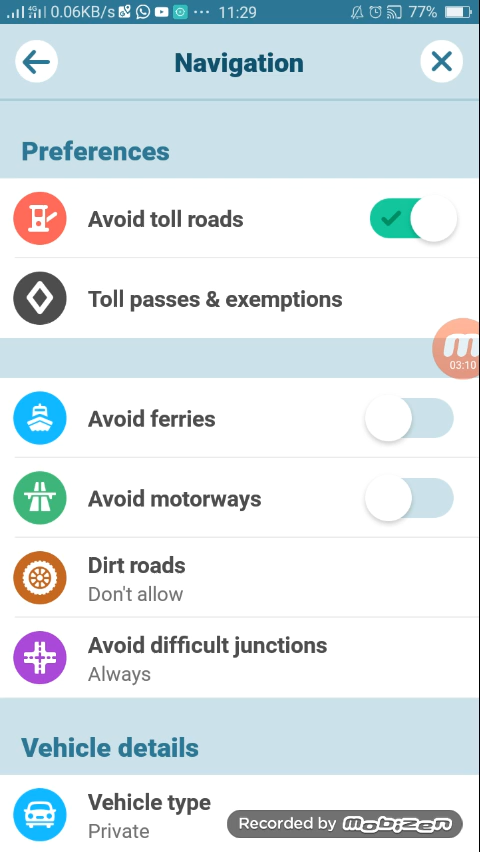 4G 0.06KB/s ... 11:29 77%
Navigation
Preferences
Avoid toll roads
Toll passes & exemptions
03:10
Avoid ferries
Avoid motorways
Dirt roads
Don't allow
Avoid difficult junctions
Always
Vehicle details
Vehicle type
Private
Recorded by mobizen